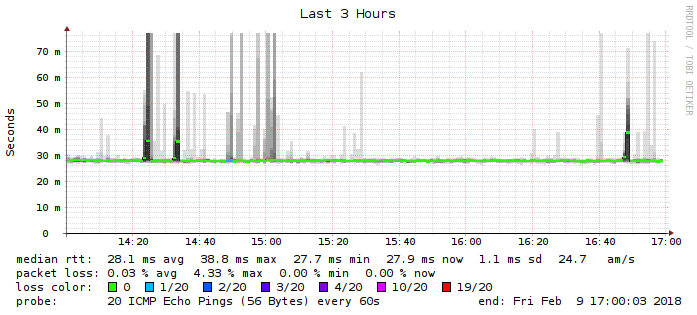 Last 3 Hours
RRDTOOL / TOBI OETIKER
Seconds
70 m
60 m
50 m
40 m
30 m
20 m
10 m
0
14:20 14:40 15:00 15:20 15:40 16:00 16:20 16:40 17:00
median rtt: 28.1 ms avg 38.8 ms max 27.7 ms min 27.9 ms now 1.1 ms sd 24.7 am/s
packet loss: 0.03 % avg 4.33 % max 0.00 % min 0.00 % now
loss color: 0 1/20 2/20 3/20 4/20 10/20 19/20
probe: 20 ICMP Echo Pings (56 Bytes) every 60s end: Fri Feb 9 17:00:03 2018